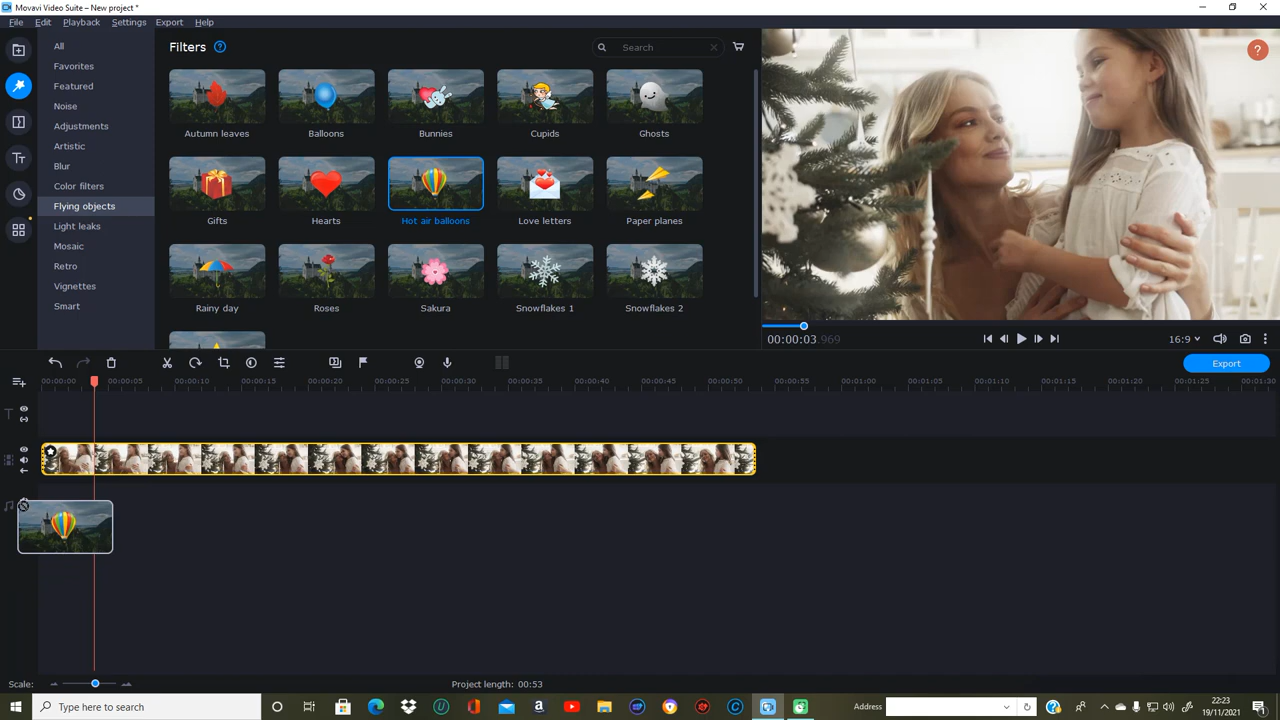 Movavi Video Suite – New project *
File Edit Playback Settings Export Help
All
Favorites
Featured
Noise
Adjustments
Artistic
Blur
Color filters
Flying objects
Light leaks
Mosaic
Retro
Vignettes
Smart
Filters ?
Search
Autumn leaves Balloons Bunnies Cupids Ghosts
Gifts Hearts Hot air balloons Love letters Paper planes
Rainy day Roses Sakura Snowflakes 1 Snowflakes 2
?
00:00:03.969
16:9
Export
00:00:00 00:00:05 00:00:10 00:00:15 00:00:20 00:00:25 00:00:30 00:00:35 00:00:40 00:00:45 00:00:50 00:00:55 00:01:00 00:01:05 00:01:10 00:01:15 00:01:20 00:01:25 00:01:30
Scale:
Project length: 00:53
Type here to search
Address
22:23
19/11/2021